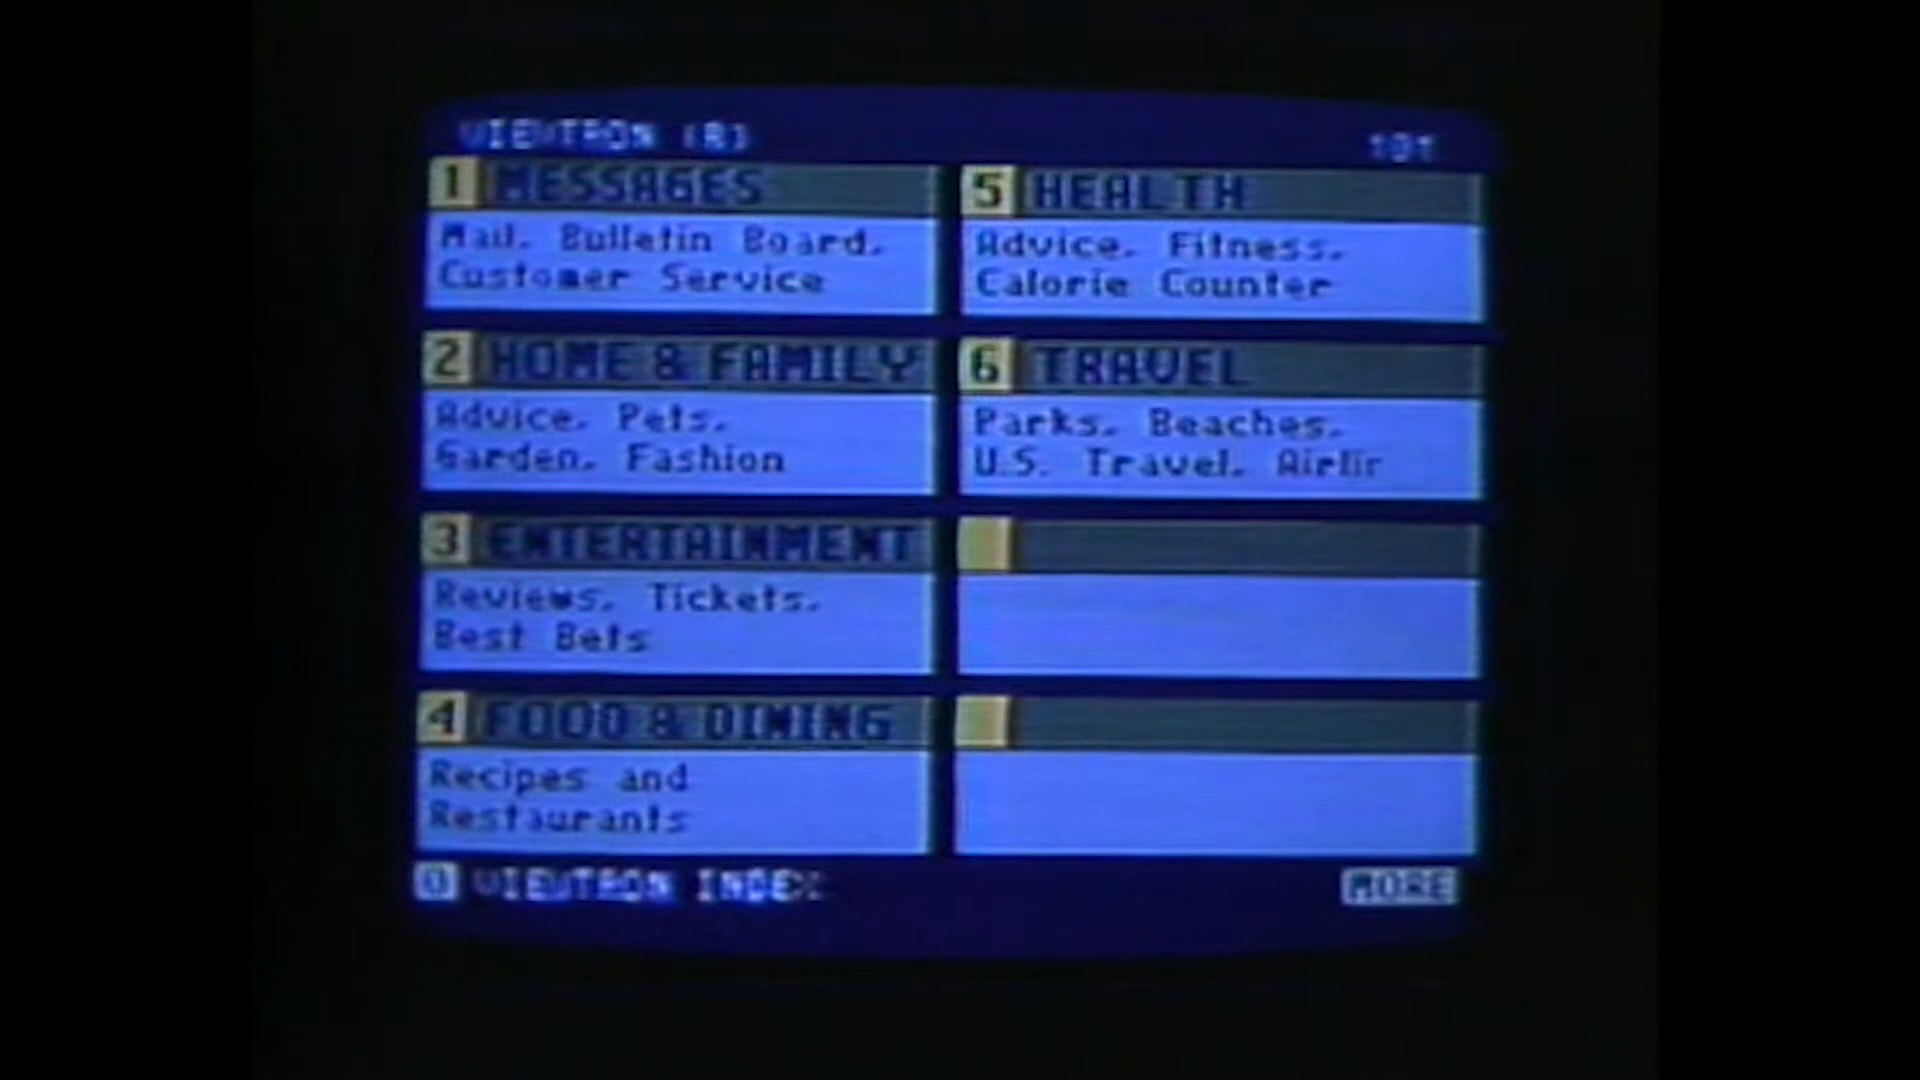 VIEWTRON (R) 101
1 MESSAGES
Mail, Bulletin Board,
Customer Service
2 HOME & FAMILY
Advice, Pets,
Garden, Fashion
3 ENTERTAINMENT
Reviews, Tickets,
Best Bets
4 FOOD & DINING
Recipes and
Restaurants
5 HEALTH
Advice, Fitness,
Calorie Counter
6 TRAVEL
Parks, Beaches,
U.S. Travel, Airlin
0 VIEWTRON INDEX
MORE